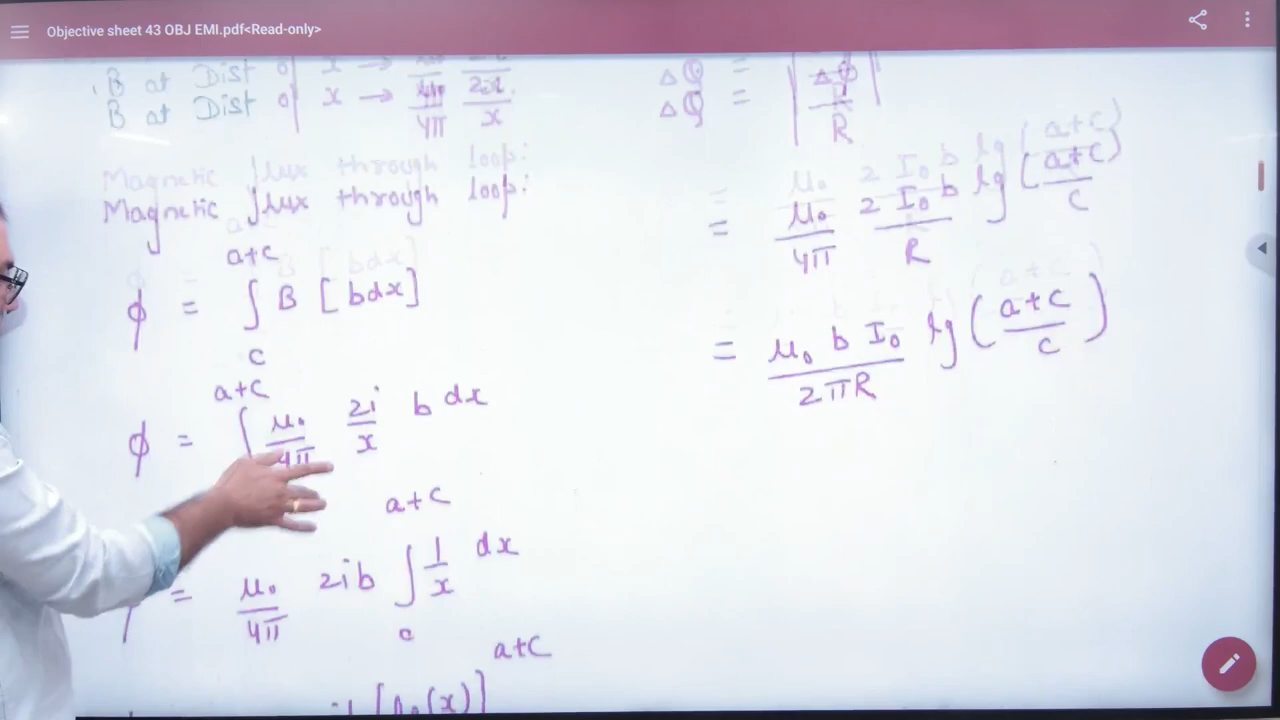 Objective sheet 43 OBJ EMI.pdf<Read-only>
B at Dist of x → μ₀/4π 2i/x
Magnetic flux through loop:
a+c
ϕ = ∫ B [bdx]
c
a+c
ϕ = ∫ μ₀/4π 2i/x b dx
a+c
= μ₀/4π 2ib ∫ 1/x dx
c
a+c
[ln(x)]
ΔQ = |Δϕ/R|
= μ₀/4π 2 I₀ b/R lg (a+c/c)
= μ₀ b I₀/2πR lg (a+c/c)